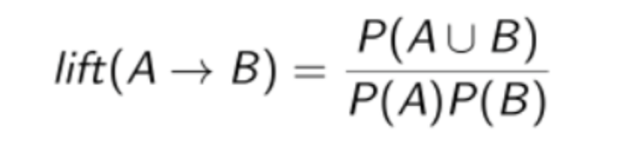 lift(A → B) = P(A ∪ B) / P(A)P(B)